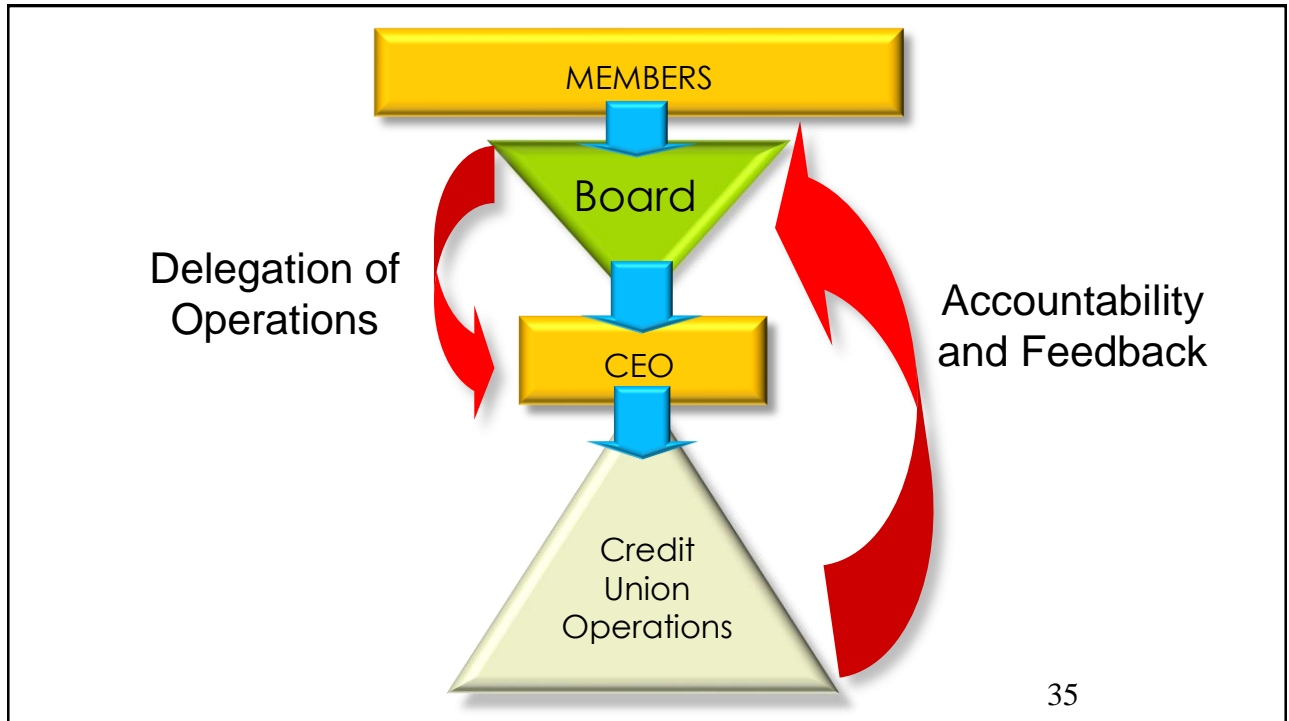 MEMBERS
Board
Delegation of
Operations
CEO
Accountability
and Feedback
Credit
Union
Operations
35